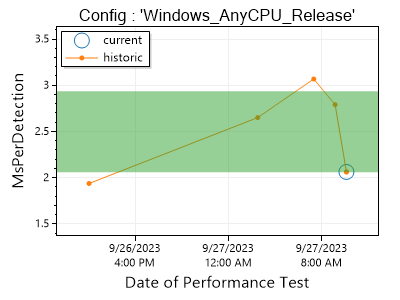 Config : 'Windows_AnyCPU_Release'
current
historic
3.5
3
2.5
2
1.5
MsPerDetection
9/26/2023 9/27/2023 9/27/2023
4:00 PM 12:00 AM 8:00 AM
Date of Performance Test